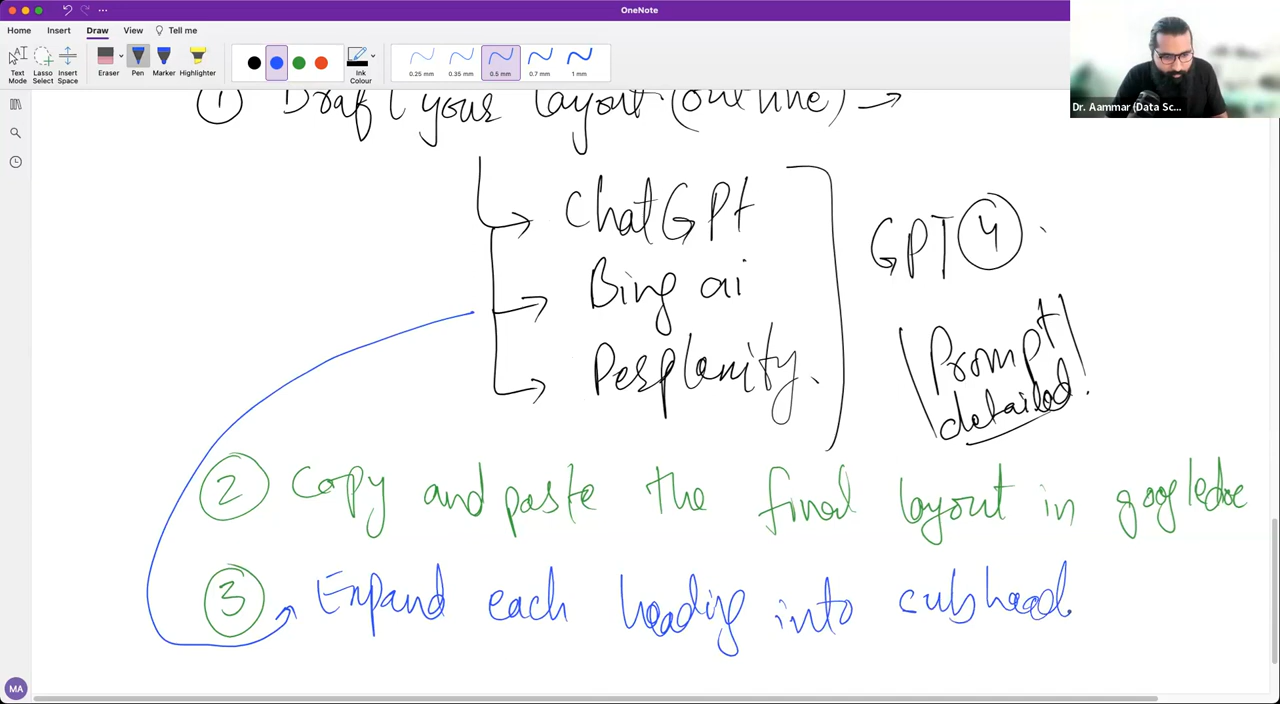 OneNote
Home Insert Draw View Tell me
Text Mode Lasso Select Insert Space Eraser Pen Marker Highlighter Ink Colour 0.25 mm 0.35 mm 0.5 mm 0.7 mm 1 mm
Dr. Aammar (Data Sc...
① Draft your layout (outline) →
ChatGPt
GPT ④
Bing ai
Perplexity.
Prompt
detailed.
② Copy and paste the final layout in googledoc
③ Expand each heading into subhead
MA